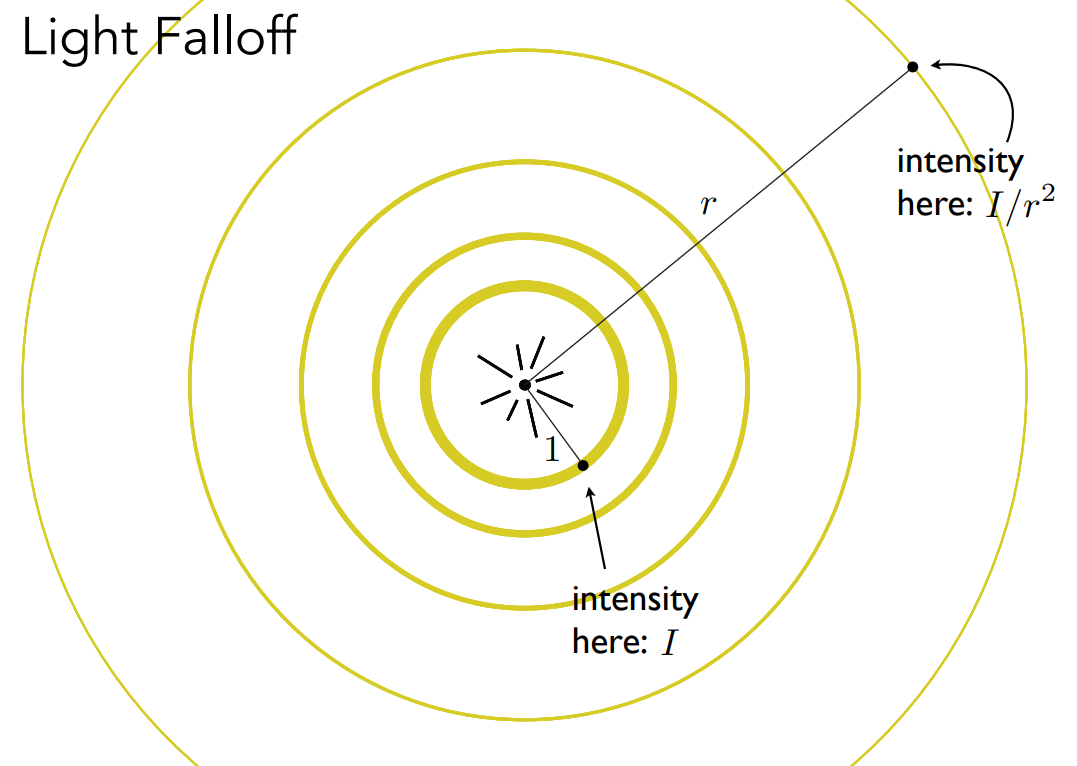 Light Falloff
intensity
here: I/r²
r
1
intensity
here: I